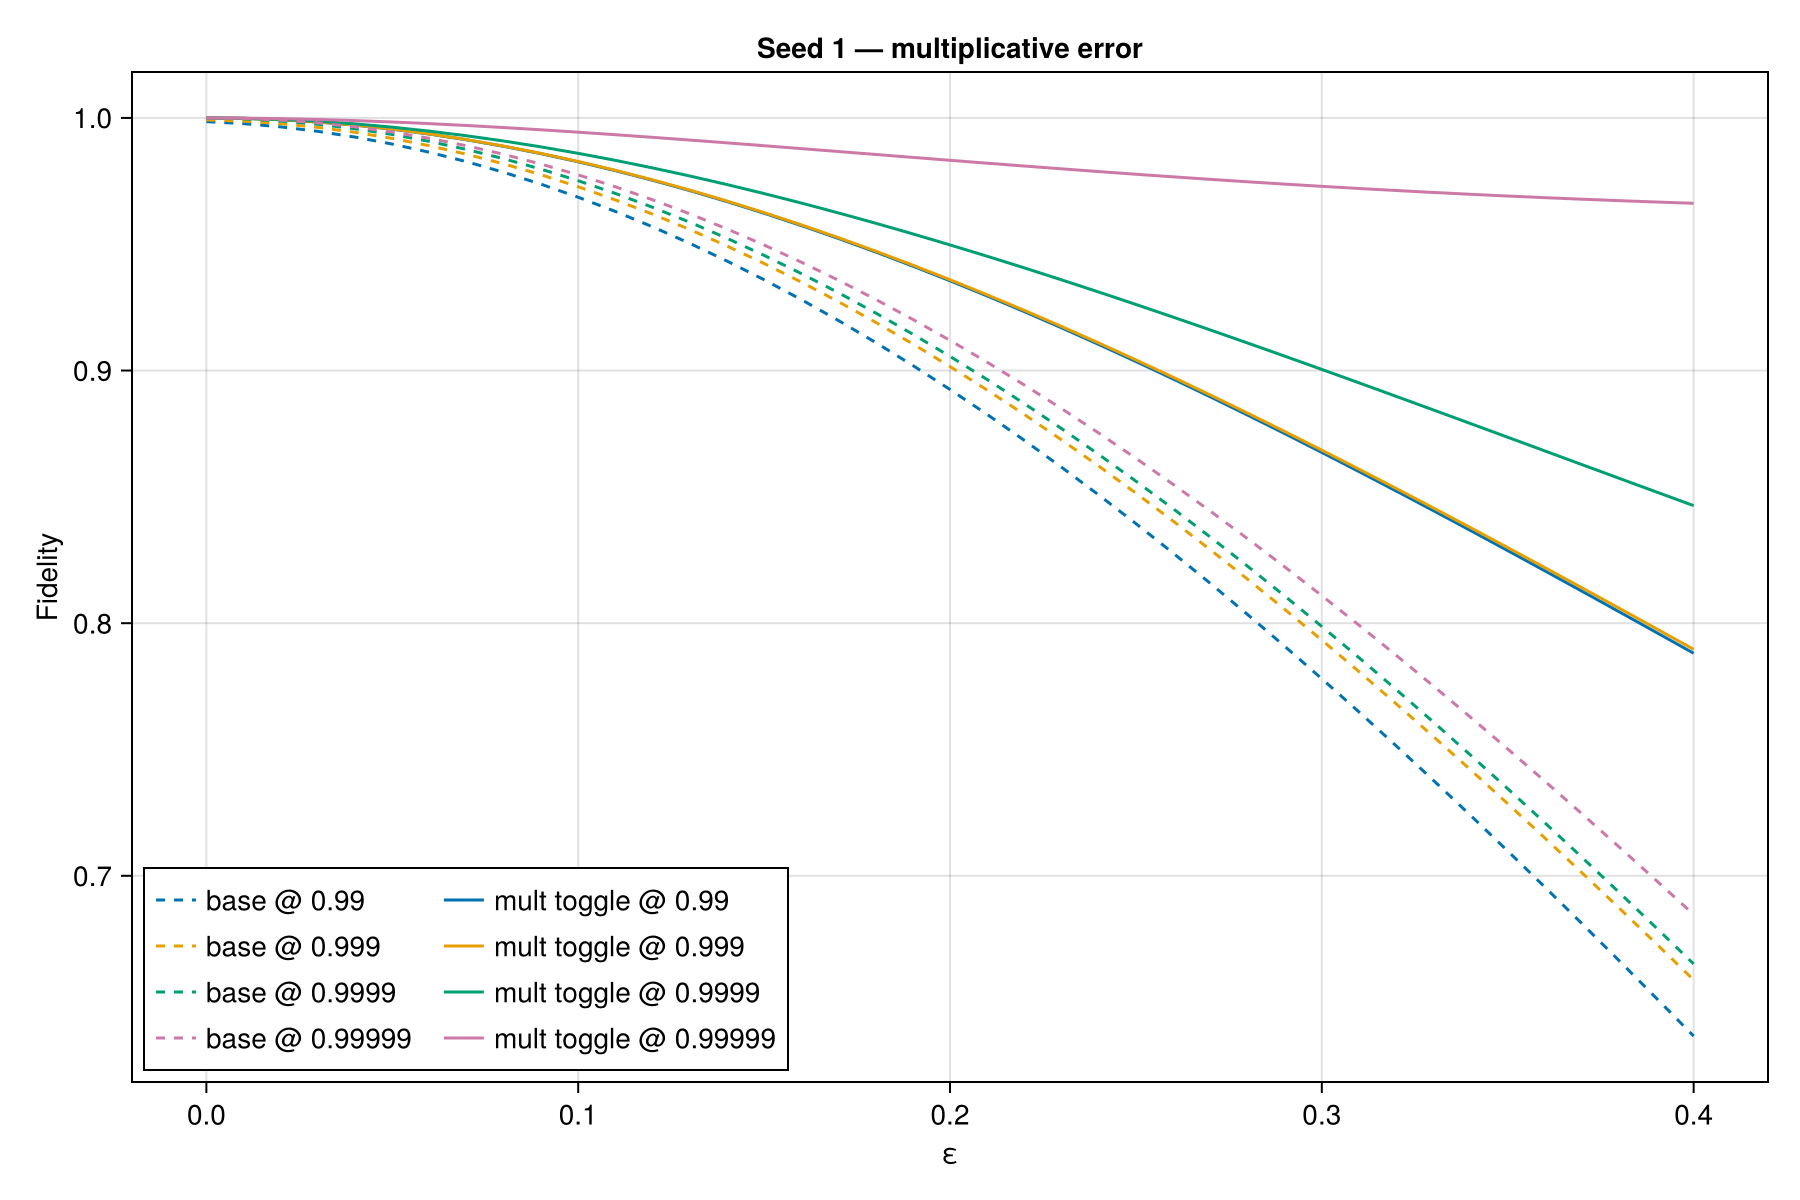 Seed 1 — multiplicative error
Fidelity
1.0
0.9
0.8
0.7
base @ 0.99
mult toggle @ 0.99
base @ 0.999
mult toggle @ 0.999
base @ 0.9999
mult toggle @ 0.9999
base @ 0.99999
mult toggle @ 0.99999
0.0 0.1 0.2 0.3 0.4
ε